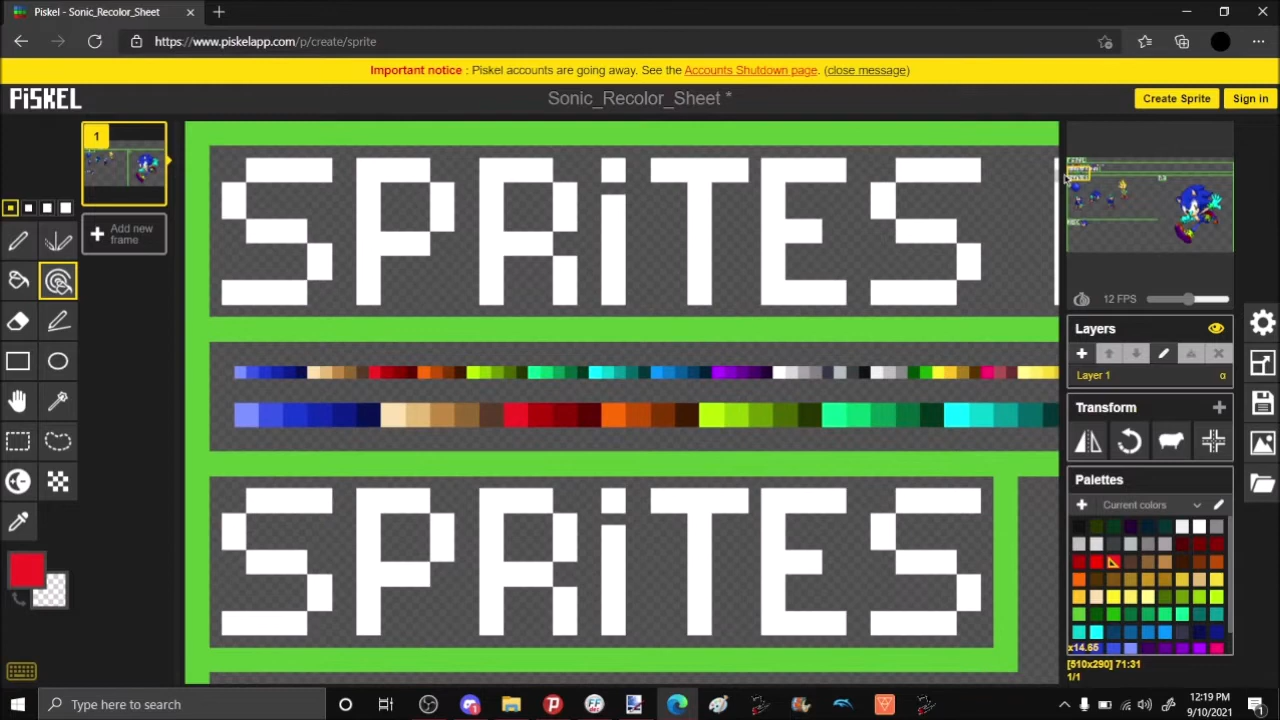 Piskel - Sonic_Recolor_Sheet
https://www.piskelapp.com/p/create/sprite
Important notice : Piskel accounts are going away. See the Accounts Shutdown page. (close message)
PiSKEL
Sonic_Recolor_Sheet *
Create Sprite
Sign in
1
Add new frame
SPRiTES
SPRiTES
12 FPS
Layers
Layer 1
α
Transform
Palettes
Current colors
x14.65
[510x290] 71:31
1/1
Type here to search
12:19 PM
9/10/2021